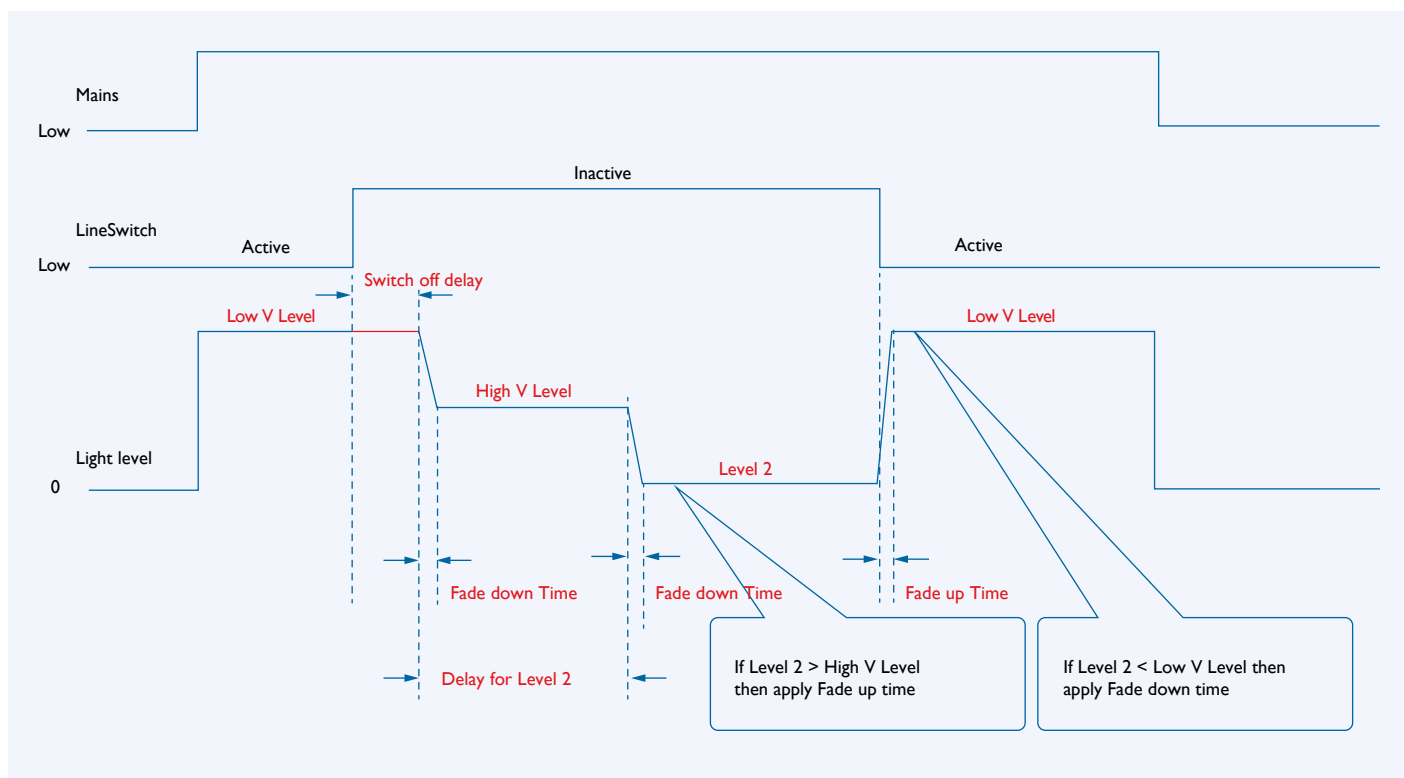 Mains
Low
Inactive
LineSwitch
Active
Active
Low
Switch off delay
Low V Level
Low V Level
High V Level
Light level
Level 2
0
Fade down Time
Fade down Time
Fade up Time
If Level 2 > High V Level
then apply Fade up time
If Level 2 < Low V Level then
apply Fade down time
Delay for Level 2